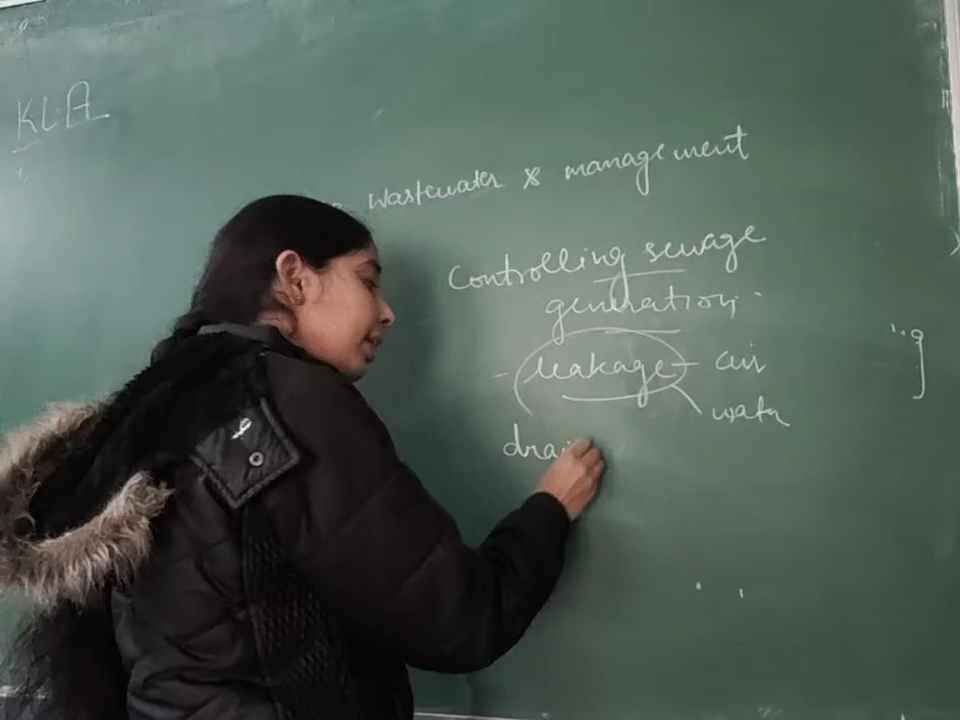 KLA
wastewater & management
Controlling sewage
generation.
- leakage - air
water
drai